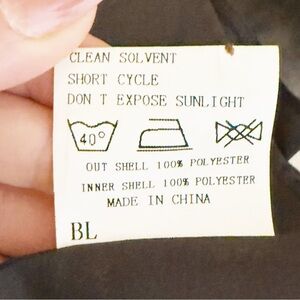 CLEAN SOLVENT
SHORT CYCLE
DON T EXPOSE SUNLIGHT
40°
OUT SHELL 100% POLYESTER
INNER SHELL 100% POLYESTER
MADE IN CHINA
BL